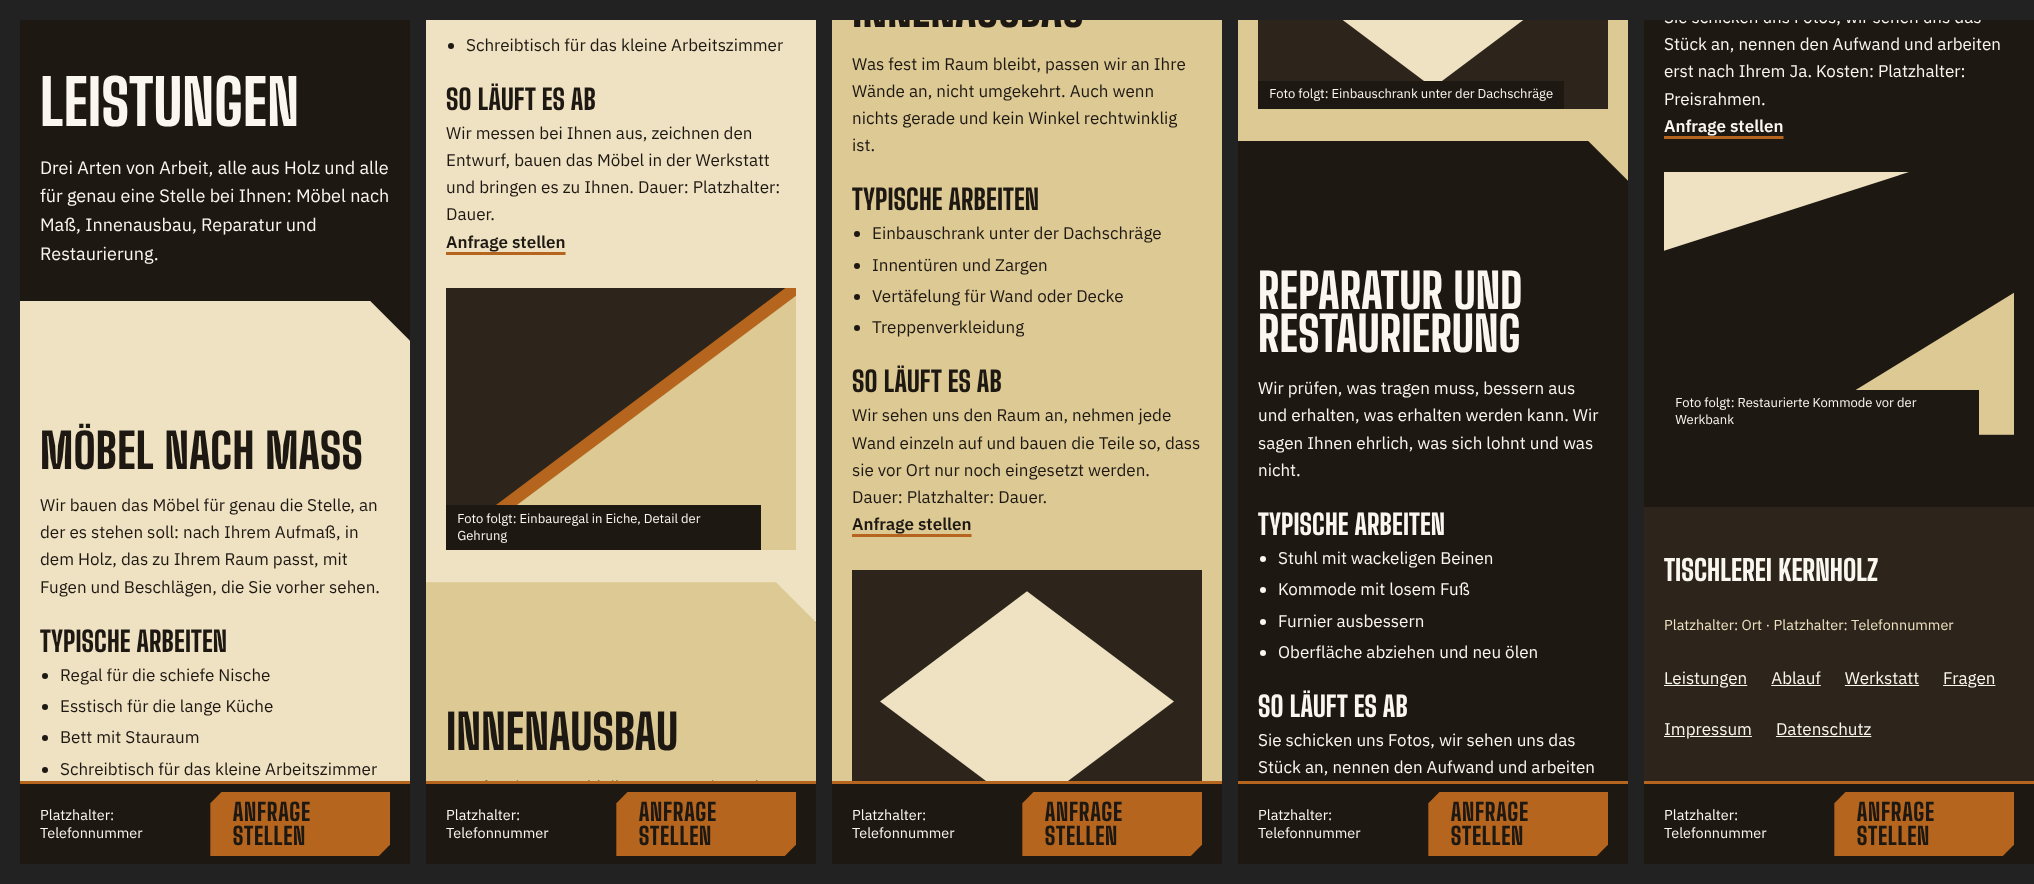 LEISTUNGEN
Drei Arten von Arbeit, alle aus Holz und alle
für genau eine Stelle bei Ihnen: Möbel nach
Maß, Innenausbau, Reparatur und
Restaurierung.
MÖBEL NACH MASS
Wir bauen das Möbel für genau die Stelle, an
der es stehen soll: nach Ihrem Aufmaß, in
dem Holz, das zu Ihrem Raum passt, mit
Fugen und Beschlägen, die Sie vorher sehen.
TYPISCHE ARBEITEN
• Regal für die schiefe Nische
• Esstisch für die lange Küche
• Bett mit Stauraum
• Schreibtisch für das kleine Arbeitszimmer
Platzhalter:
Telefonnummer
ANFRAGE
STELLEN
• Schreibtisch für das kleine Arbeitszimmer
SO LÄUFT ES AB
Wir messen bei Ihnen aus, zeichnen den
Entwurf, bauen das Möbel in der Werkstatt
und bringen es zu Ihnen. Dauer: Platzhalter:
Dauer.
Anfrage stellen
Foto folgt: Einbauregal in Eiche, Detail der
Gehrung
INNENAUSBAU
Platzhalter:
Telefonnummer
ANFRAGE
STELLEN
INNENAUSBAU
Was fest im Raum bleibt, passen wir an Ihre
Wände an, nicht umgekehrt. Auch wenn
nichts gerade und kein Winkel rechtwinklig
ist.
TYPISCHE ARBEITEN
• Einbauschrank unter der Dachschräge
• Innentüren und Zargen
• Vertäfelung für Wand oder Decke
• Treppenverkleidung
SO LÄUFT ES AB
Wir sehen uns den Raum an, nehmen jede
Wand einzeln auf und bauen die Teile so, dass
sie vor Ort nur noch eingesetzt werden.
Dauer: Platzhalter: Dauer.
Anfrage stellen
Platzhalter:
Telefonnummer
ANFRAGE
STELLEN
Foto folgt: Einbauschrank unter der Dachschräge
REPARATUR UND
RESTAURIERUNG
Wir prüfen, was tragen muss, bessern aus
und erhalten, was erhalten werden kann. Wir
sagen Ihnen ehrlich, was sich lohnt und was
nicht.
TYPISCHE ARBEITEN
• Stuhl mit wackeligen Beinen
• Kommode mit losem Fuß
• Furnier ausbessern
• Oberfläche abziehen und neu ölen
SO LÄUFT ES AB
Sie schicken uns Fotos, wir sehen uns das
Stück an, nennen den Aufwand und arbeiten
Platzhalter:
Telefonnummer
ANFRAGE
STELLEN
Sie schicken uns Fotos, wir sehen uns das
Stück an, nennen den Aufwand und arbeiten
erst nach Ihrem Ja. Kosten: Platzhalter:
Preisrahmen.
Anfrage stellen
Foto folgt: Restaurierte Kommode vor der
Werkbank
TISCHLEREI KERNHOLZ
Platzhalter: Ort · Platzhalter: Telefonnummer
Leistungen Ablauf Werkstatt Fragen
Impressum Datenschutz
Platzhalter:
Telefonnummer
ANFRAGE
STELLEN